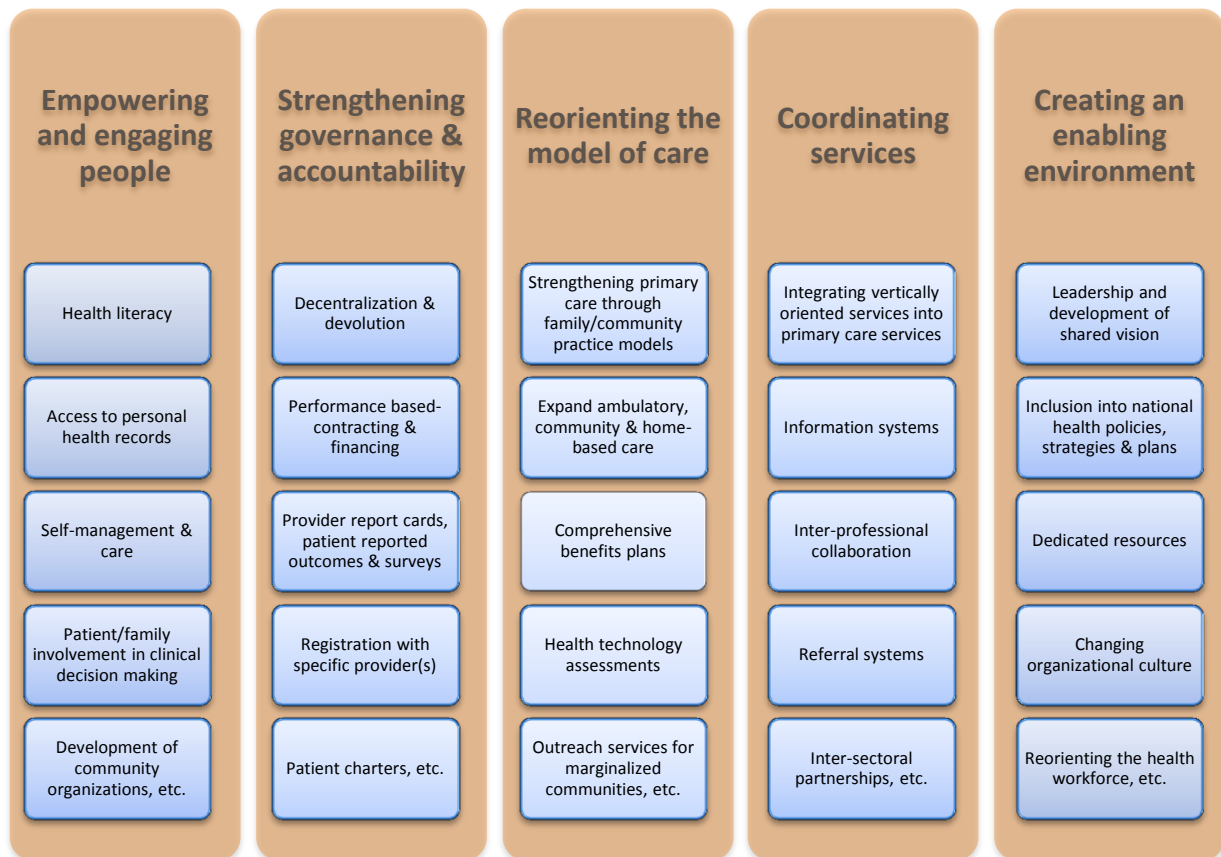 Empowering
and engaging
people
Health literacy
Access to personal
health records
Self-management &
care
Patient/family
involvement in clinical
decision making
Development of
community
organizations, etc.
Strengthening
governance &
accountability
Decentralization &
devolution
Performance based-
contracting &
financing
Provider report cards,
patient reported
outcomes & surveys
Registration with
specific provider(s)
Patient charters, etc.
Reorienting the
model of care
Strengthening primary
care through
family/community
practice models
Expand ambulatory,
community & home-
based care
Comprehensive
benefits plans
Health technology
assessments
Outreach services for
marginalized
communities, etc.
Coordinating
services
Integrating vertically
oriented services into
primary care services
Information systems
Inter-professional
collaboration
Referral systems
Inter-sectoral
partnerships, etc.
Creating an
enabling
environment
Leadership and
development of
shared vision
Inclusion into national
health policies,
strategies & plans
Dedicated resources
Changing
organizational culture
Reorienting the health
workforce, etc.